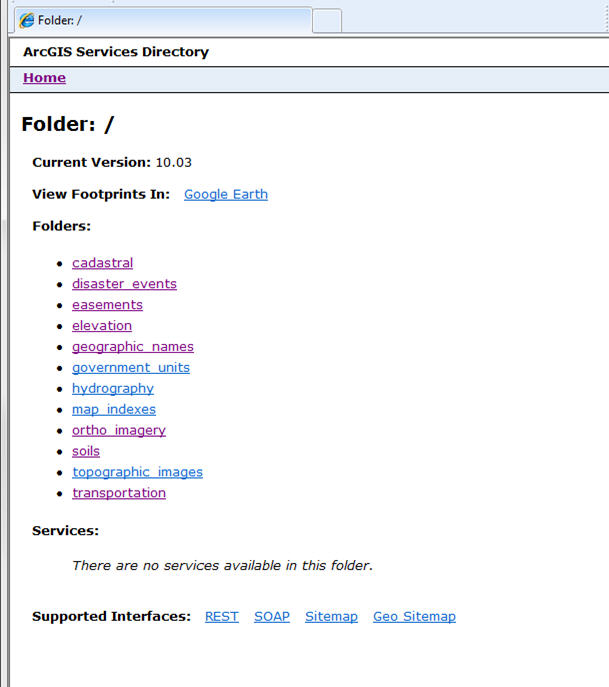 Folder: /
ArcGIS Services Directory
Home
Folder: /
Current Version: 10.03
View Footprints In: Google Earth
Folders:
cadastral
disaster_events
easements
elevation
geographic_names
government_units
hydrography
map_indexes
ortho_imagery
soils
topographic_images
transportation
Services:
There are no services available in this folder.
Supported Interfaces: REST SOAP Sitemap Geo Sitemap